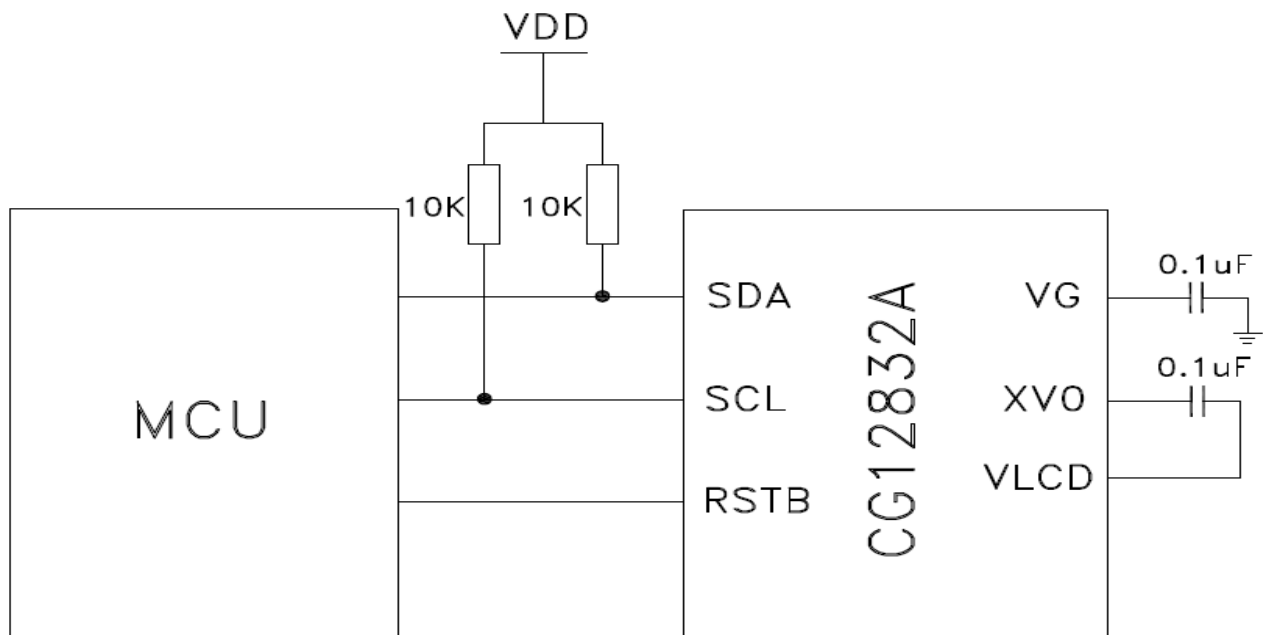 VDD
10K
10K
MCU
SDA
SCL
RSTB
CG12832A
VG
XV0
VLCD
0.1uF
0.1uF